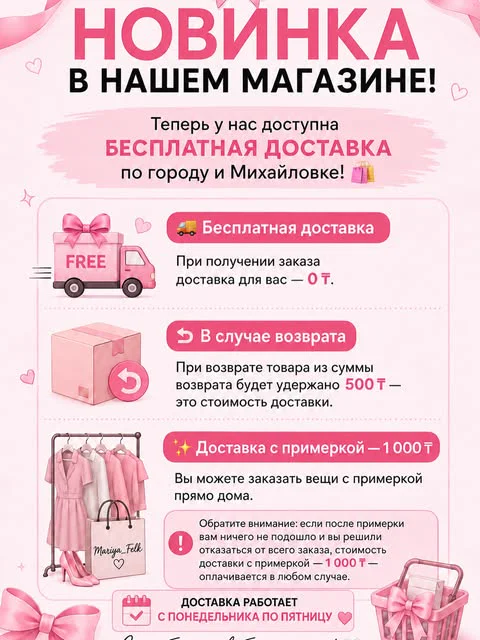 НОВИНКА
В НАШЕМ МАГАЗИНЕ!
Теперь у нас доступна
БЕСПЛАТНАЯ ДОСТАВКА
по городу и Михайловке! 🛍️
🚚 Бесплатная доставка
FREE
При получении заказа
доставка для вас — 0 ₸.
В случае возврата
При возврате товара из суммы
возврата будет удержано 500 ₸ —
это стоимость доставки.
✨ Доставка с примеркой — 1 000 ₸
Вы можете заказать вещи с примеркой
прямо дома.
Mariya_Felk
Обратите внимание: если после примерки
вам ничего не подошло и вы решили
отказаться от всего заказа, стоимость
доставки с примеркой — 1 000 ₸ —
оплачивается в любом случае.
ДОСТАВКА РАБОТАЕТ
С ПОНЕДЕЛЬНИКА ПО ПЯТНИЦУ